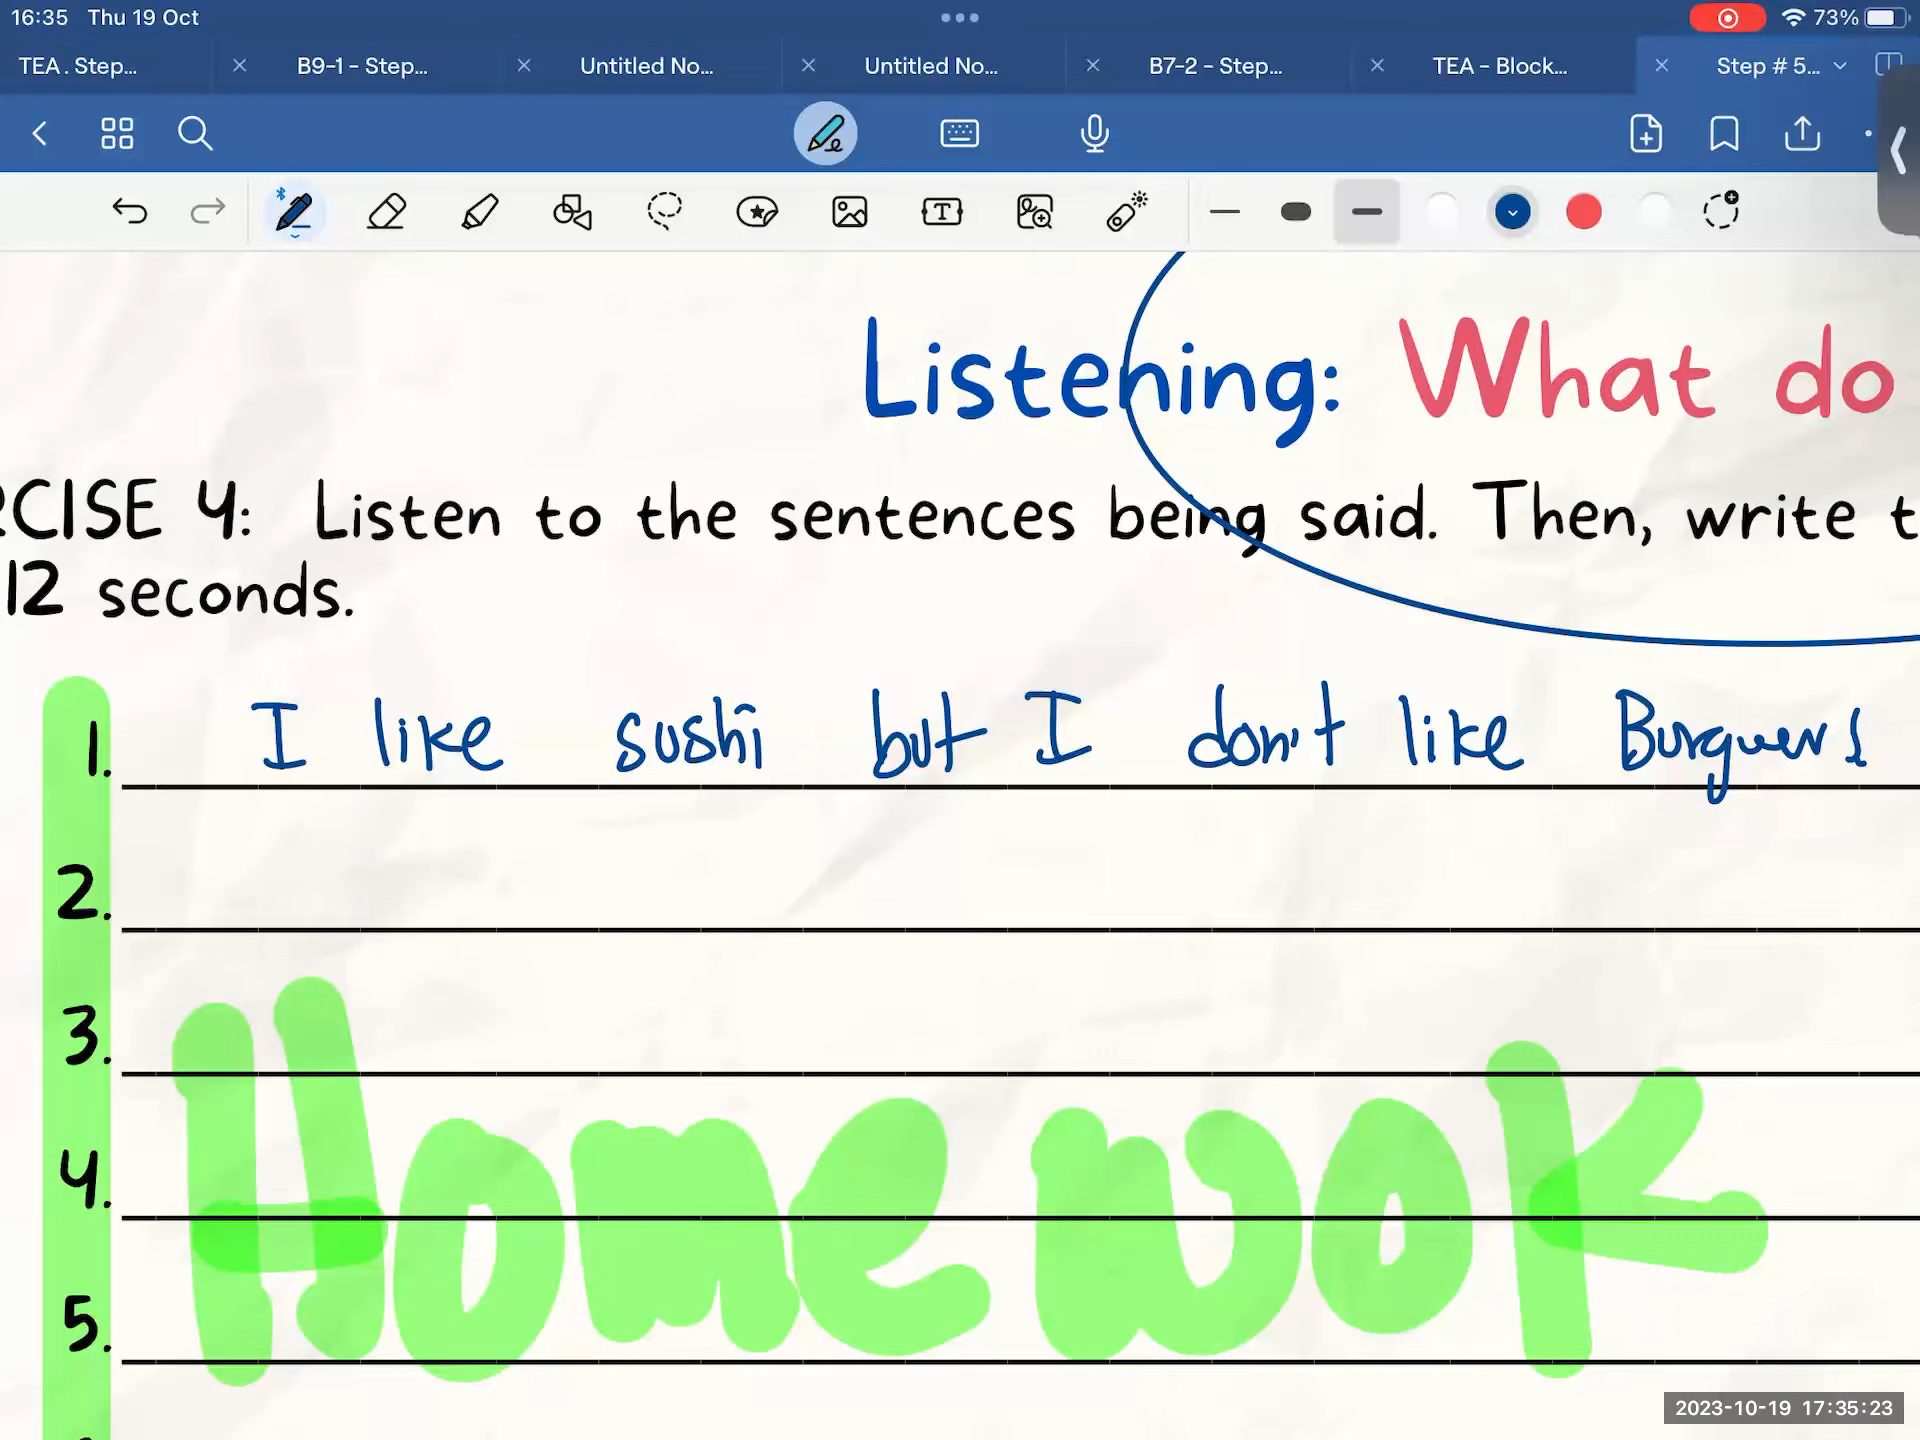 16:35 Thu 19 Oct 73%
TEA . Step... B9-1 - Step... Untitled No... Untitled No... B7-2 - Step... TEA - Block... Step # 5...
Listening: What do
RCISE 4: Listen to the sentences being said. Then, write t
12 seconds.
1. I like sushi but I don't like Burguers
2.
3.
4.
5.
Homewok
2023-10-19 17:35:23